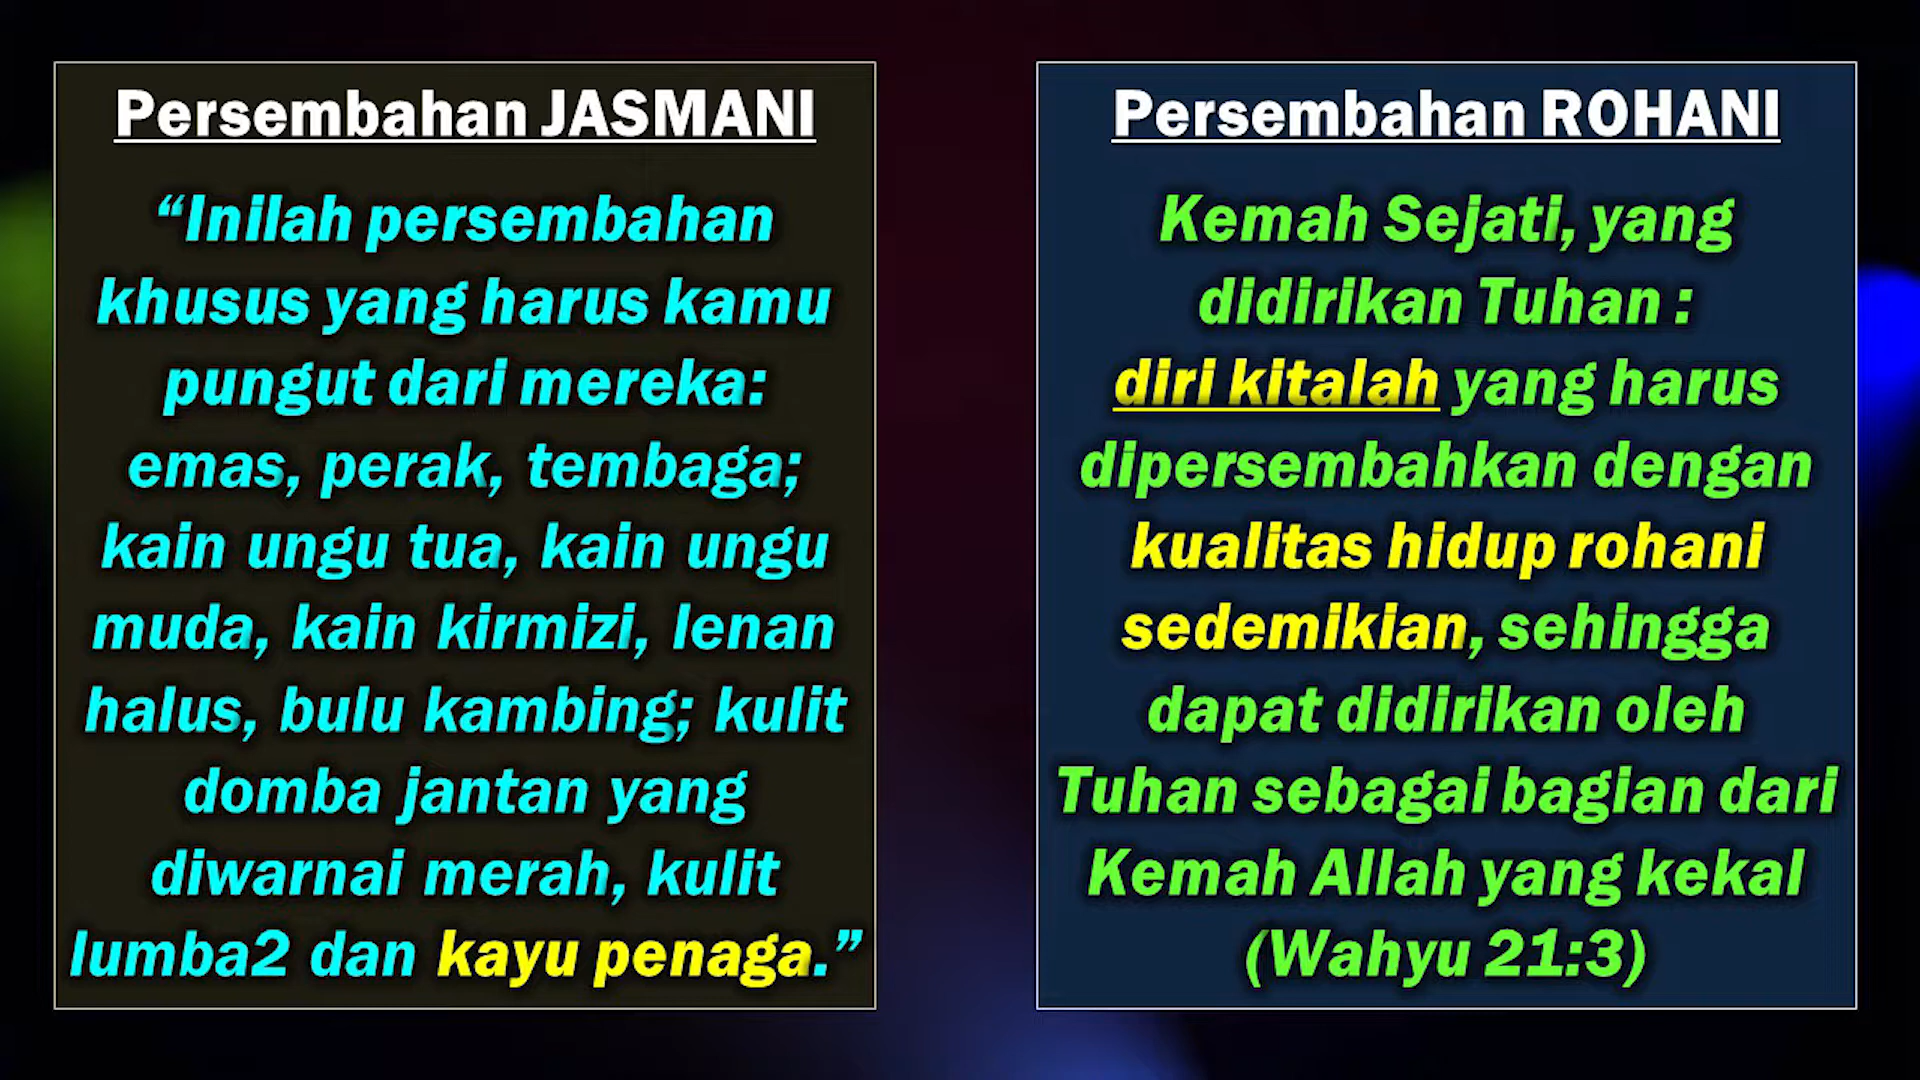 Persembahan JASMANI
“Inilah persembahan
khusus yang harus kamu
pungut dari mereka:
emas, perak, tembaga;
kain ungu tua, kain ungu
muda, kain kirmizi, lenan
halus, bulu kambing; kulit
domba jantan yang
diwarnai merah, kulit
lumba2 dan kayu penaga.”
Persembahan ROHANI
Kemah Sejati, yang
didirikan Tuhan :
diri kitalah yang harus
dipersembahkan dengan
kualitas hidup rohani
sedemikian, sehingga
dapat didirikan oleh
Tuhan sebagai bagian dari
Kemah Allah yang kekal
(Wahyu 21:3)